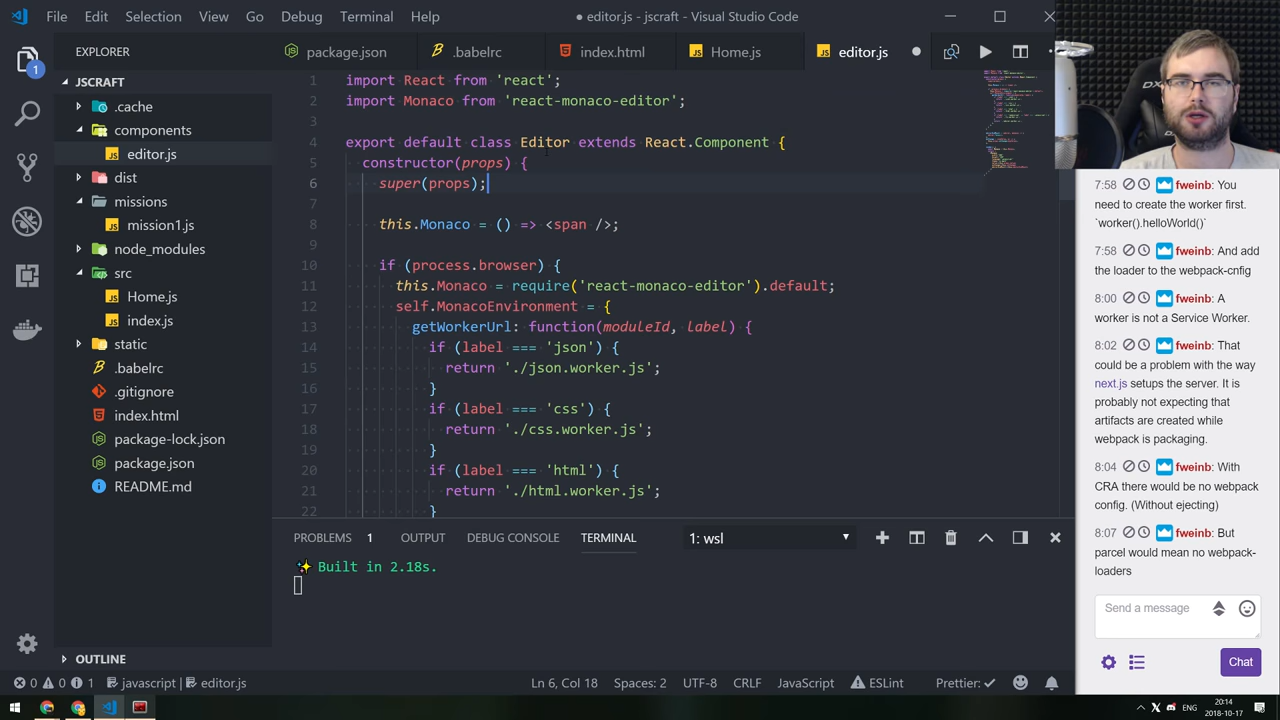 File Edit Selection View Go Debug Terminal Help
● editor.js - jscraft - Visual Studio Code
EXPLORER
JSCRAFT
.cache
components
editor.js
dist
missions
mission1.js
node_modules
src
Home.js
index.js
static
.babelrc
.gitignore
index.html
package-lock.json
package.json
README.md
OUTLINE
1
.babelrc
index.html
Home.js
editor.js
1 import React from 'react';
import Monaco from 'react-monaco-editor';
export default class Editor extends React.Component {
constructor(props) {
6 super(props);
7
8 this.Monaco = () => <span />;
9
10 if (process.browser) {
11 this.Monaco = require('react-monaco-editor').default;
12 self.MonacoEnvironment = {
13 getWorkerUrl: function(moduleId, label) {
14 if (label === 'json') {
15 return './json.worker.js';
16 }
17 if (label === 'css') {
18 return './css.worker.js';
19 }
20 if (label === 'html') {
21 return './html.worker.js';
22 }
PROBLEMS 1 OUTPUT DEBUG CONSOLE TERMINAL
1: wsl
Built in 2.18s.
0 0 1 javascript editor.js
Ln 6, Col 18 Spaces: 2 UTF-8 CRLF JavaScript ESLint Prettier: ✓
7:58 fweinb: You
need to create the worker first.
`worker().helloWorld()`
7:58 fweinb: And add
the loader to the webpack-cnfig
8:00 fweinb: A
worker is not a Service Worker.
8:02 fweinb: That
could be a problem with the way
next.js setups the server. It is
probably not expecting that
artifacts are created while
webpack is packaging.
8:04 fweinb: With
CRA there would be no webpack
config. (Without ejecting)
8:07 fweinb: But
parcel would mean no webpack-
loaders
Send a message
Chat
ENG
20:14
2018-10-17